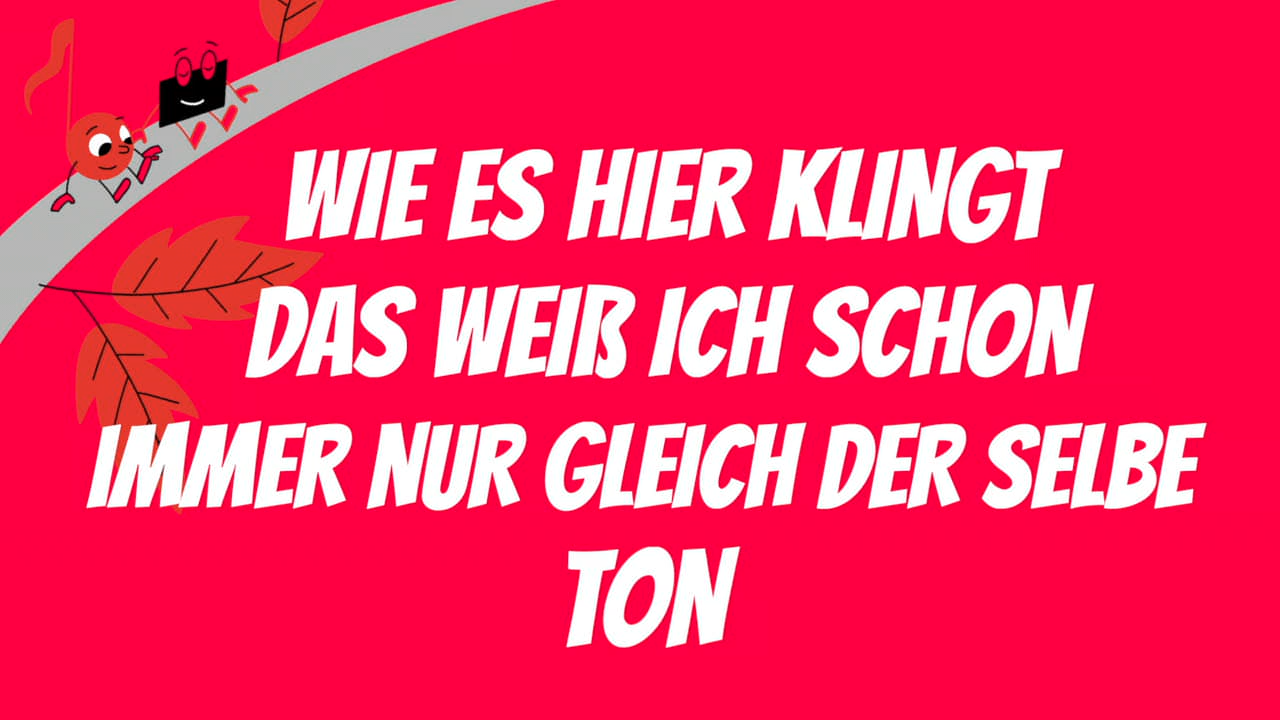 WIE ES HIER KLINGT
DAS WEIß ICH SCHON
IMMER NUR GLEICH DER SELBE
TON